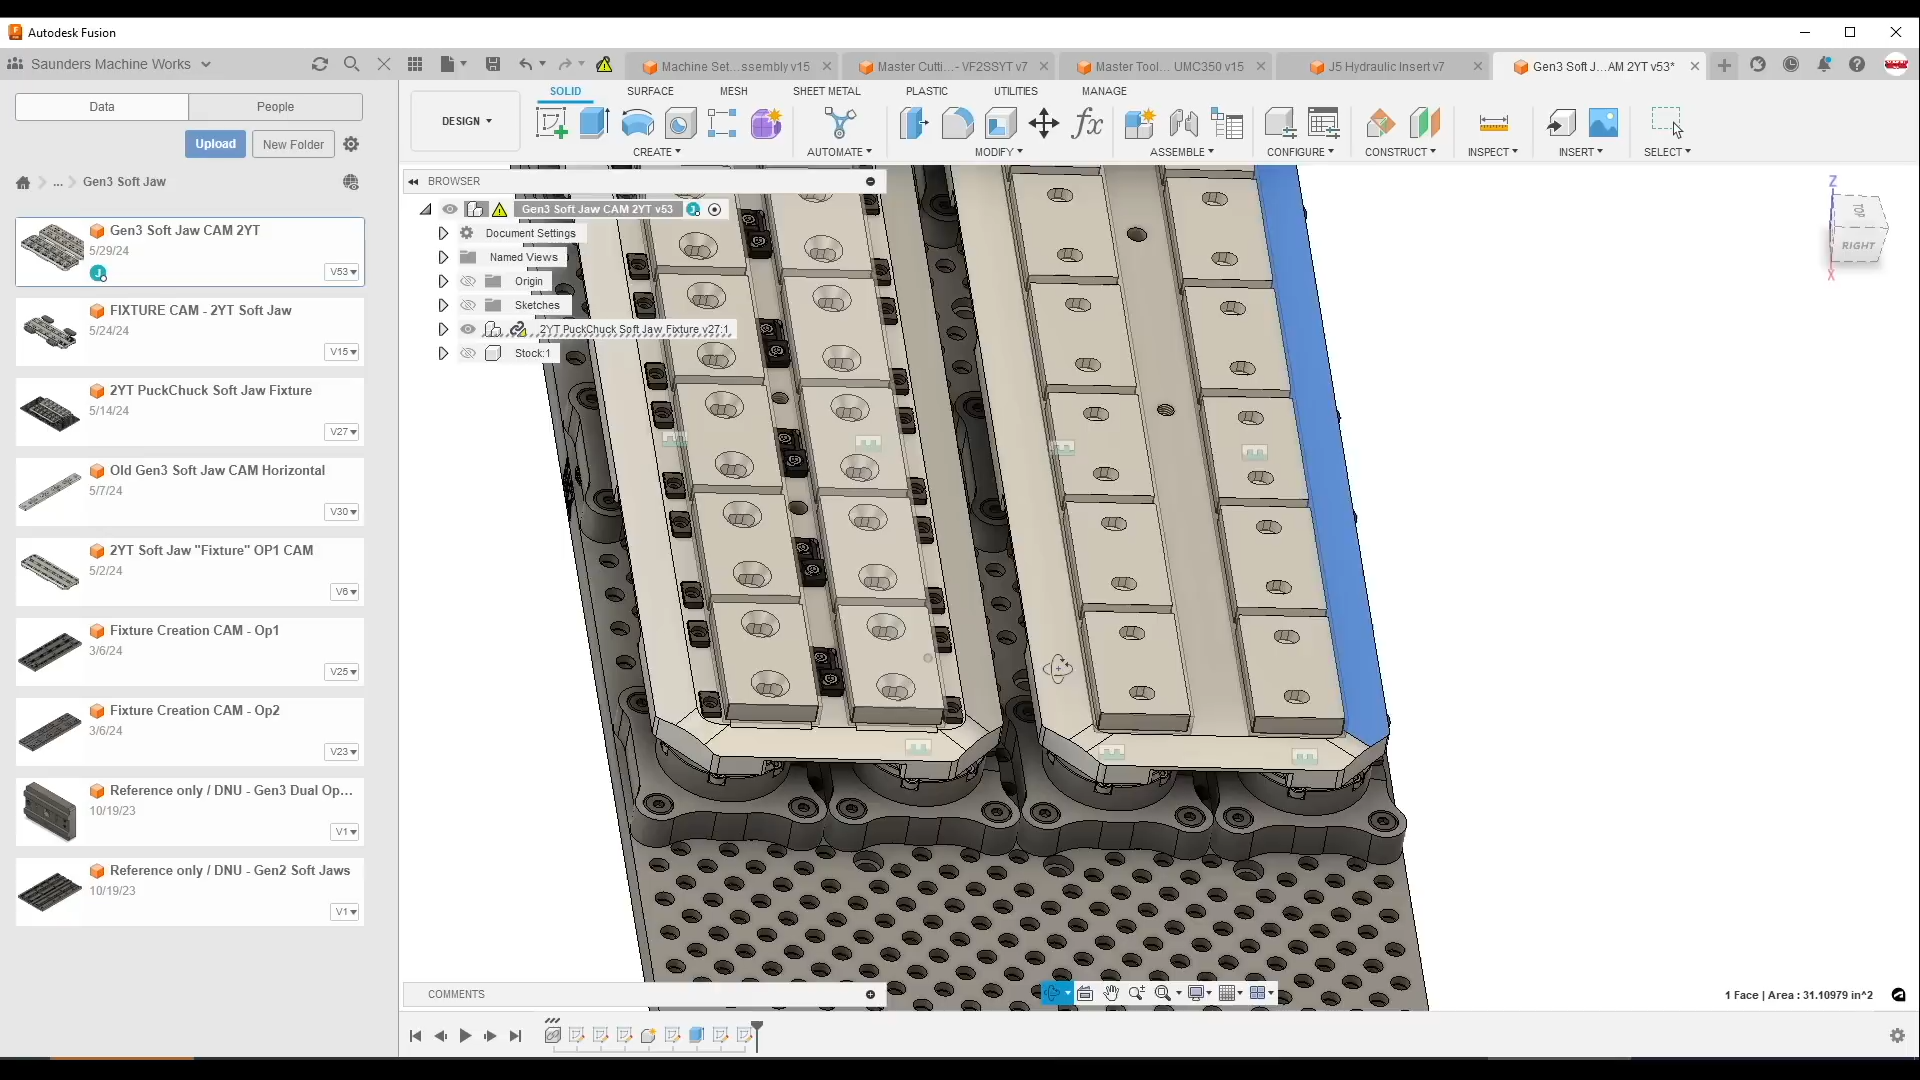 Autodesk Fusion
Saunders Machine Works
Machine Set...ssembly v15
Master Cutti...- VF2SSYT v7
Master Tool... UMC350 v15
J5 Hydraulic Insert v7
Gen3 Soft J...AM 2YT v53*
Data
People
SOLID
SURFACE
MESH
SHEET METAL
PLASTIC
UTILITIES
MANAGE
DESIGN
Upload
New Folder
CREATE
AUTOMATE
MODIFY
fx
ASSEMBLE
CONFIGURE
CONSTRUCT
INSPECT
INSERT
SELECT
...
Gen3 Soft Jaw
BROWSER
Gen3 Soft Jaw CAM 2YT v53
Document Settings
Named Views
Origin
Sketches
2YT PuckChuck Soft Jaw Fixture v27:1
Stock:1
Gen3 Soft Jaw CAM 2YT
5/29/24
J
V53
FIXTURE CAM - 2YT Soft Jaw
5/24/24
V15
2YT PuckChuck Soft Jaw Fixture
5/14/24
V27
Old Gen3 Soft Jaw CAM Horizontal
5/7/24
V30
2YT Soft Jaw "Fixture" OP1 CAM
5/2/24
V6
Fixture Creation CAM - Op1
3/6/24
V25
Fixture Creation CAM - Op2
3/6/24
V23
Reference only / DNU - Gen3 Dual Op...
10/19/23
V1
Reference only / DNU - Gen2 Soft Jaws
10/19/23
V1
Z
TOP
RIGHT
X
COMMENTS
1 Face | Area : 31.10979 in^2